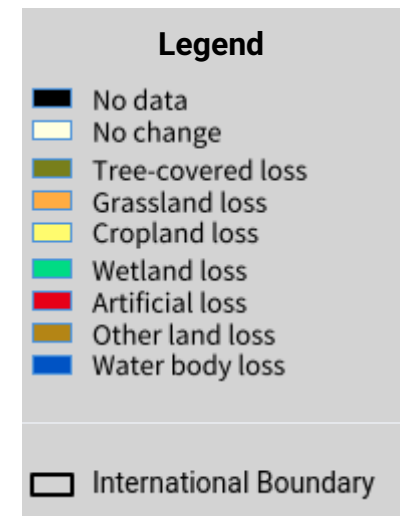 Legend
No data
No change
Tree-covered loss
Grassland loss
Cropland loss
Wetland loss
Artificial loss
Other land loss
Water body loss
International Boundary